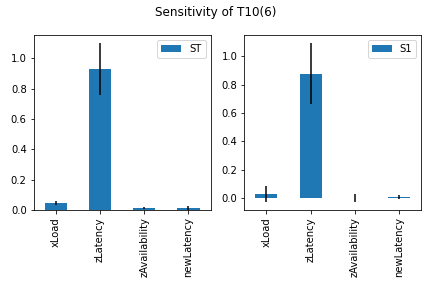 Sensitivity of T10(6)
ST
1.0
0.8
0.6
0.4
0.2
0.0
xLoad
zLatency
zAvailability
newLatency
S1
1.0
0.8
0.6
0.4
0.2
0.0
xLoad
zLatency
zAvailability
newLatency